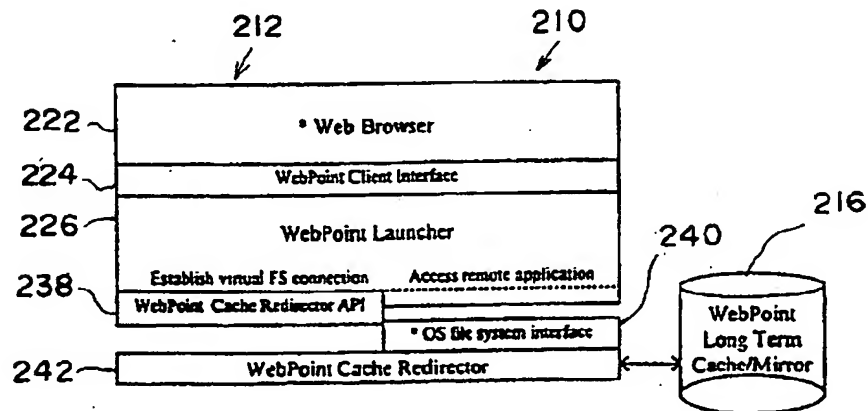 212
210
222
* Web Browser
224
WebPoint Client Interface
226
WebPoint Launcher
216
240
Establish virtual FS connection
Access remote application
238
WebPoint Cache Redirector API
WebPoint
Long Term
Cache/Mirror
* OS file system interface
242
WebPoint Cache Redirector